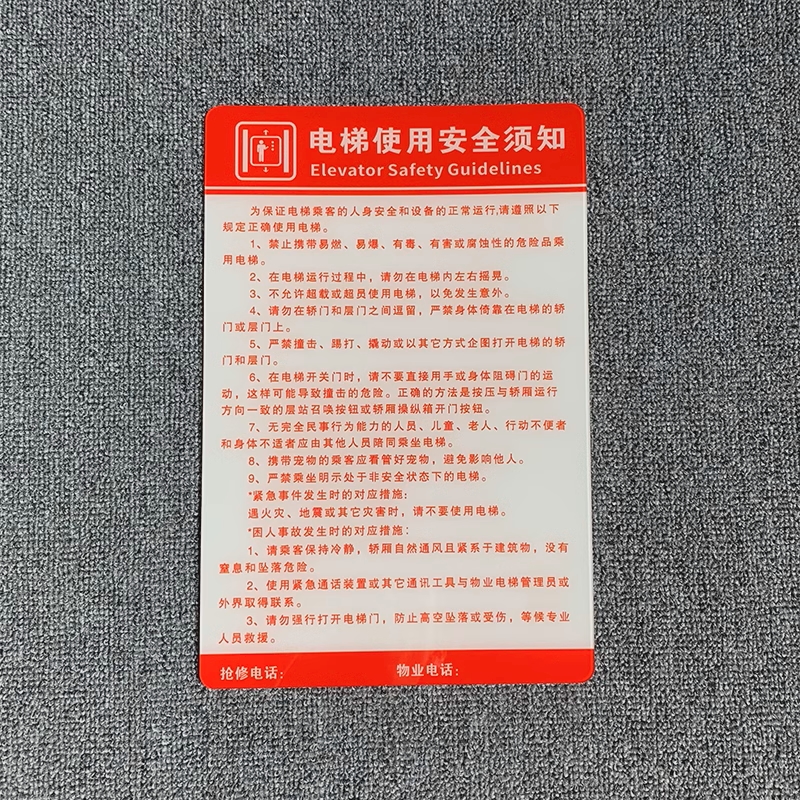 电梯使用安全须知
Elevator Safety Guidelines
为保证电梯乘客的人身安全和设备的正常运行,请遵照以下
规定正确使用电梯。
1、禁止携带易燃、易爆、有毒、有害或腐蚀性的危险品乘
用电梯。
2、在电梯运行过程中，请勿在电梯内左右摇晃。
3、不允许超载或超员使用电梯，以免发生意外。
4、请勿在轿门和层门之间逗留，严禁身体倚靠在电梯的轿
门或层门上。
5、严禁撞击、踢打、撬动或以其它方式企图打开电梯的轿
门和层门。
6、在电梯开关门时，请不要直接用手或身体阻碍门的运
动，这样可能导致撞击的危险。正确的方法是按压与轿厢运行
方向一致的层站召唤按钮或轿厢操纵箱开门按钮。
7、无完全民事行为能力的人员、儿童、老人、行动不便者
和身体不适者应由其他人员陪同乘坐电梯。
8、携带宠物的乘客应看管好宠物，避免影响他人。
9、严禁乘坐明示处于非安全状态下的电梯。
*紧急事件发生时的对应措施:
遇火灾、地震或其它灾害时，请不要使用电梯。
*困人事故发生时的对应措施:
1、请乘客保持冷静，轿厢自然通风且紧系于建筑物，没有
窒息和坠落危险。
2、使用紧急通话装置或其它通讯工具与物业电梯管理员或
外界取得联系。
3、请勿强行打开电梯门，防止高空坠落或受伤，等候专业
人员救援。
抢修电话: 物业电话: